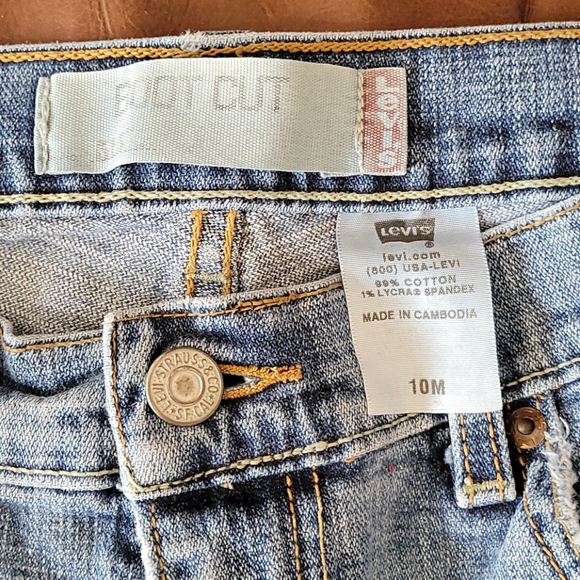 BOOT CUT
Levi's
LEVI'S
®
levi.com
(800) USA-LEVI
99% COTTON
1% LYCRA® SPANDEX
MADE IN CAMBODIA
10M
LEVI STRAUSS & CO.
S.F. CAL